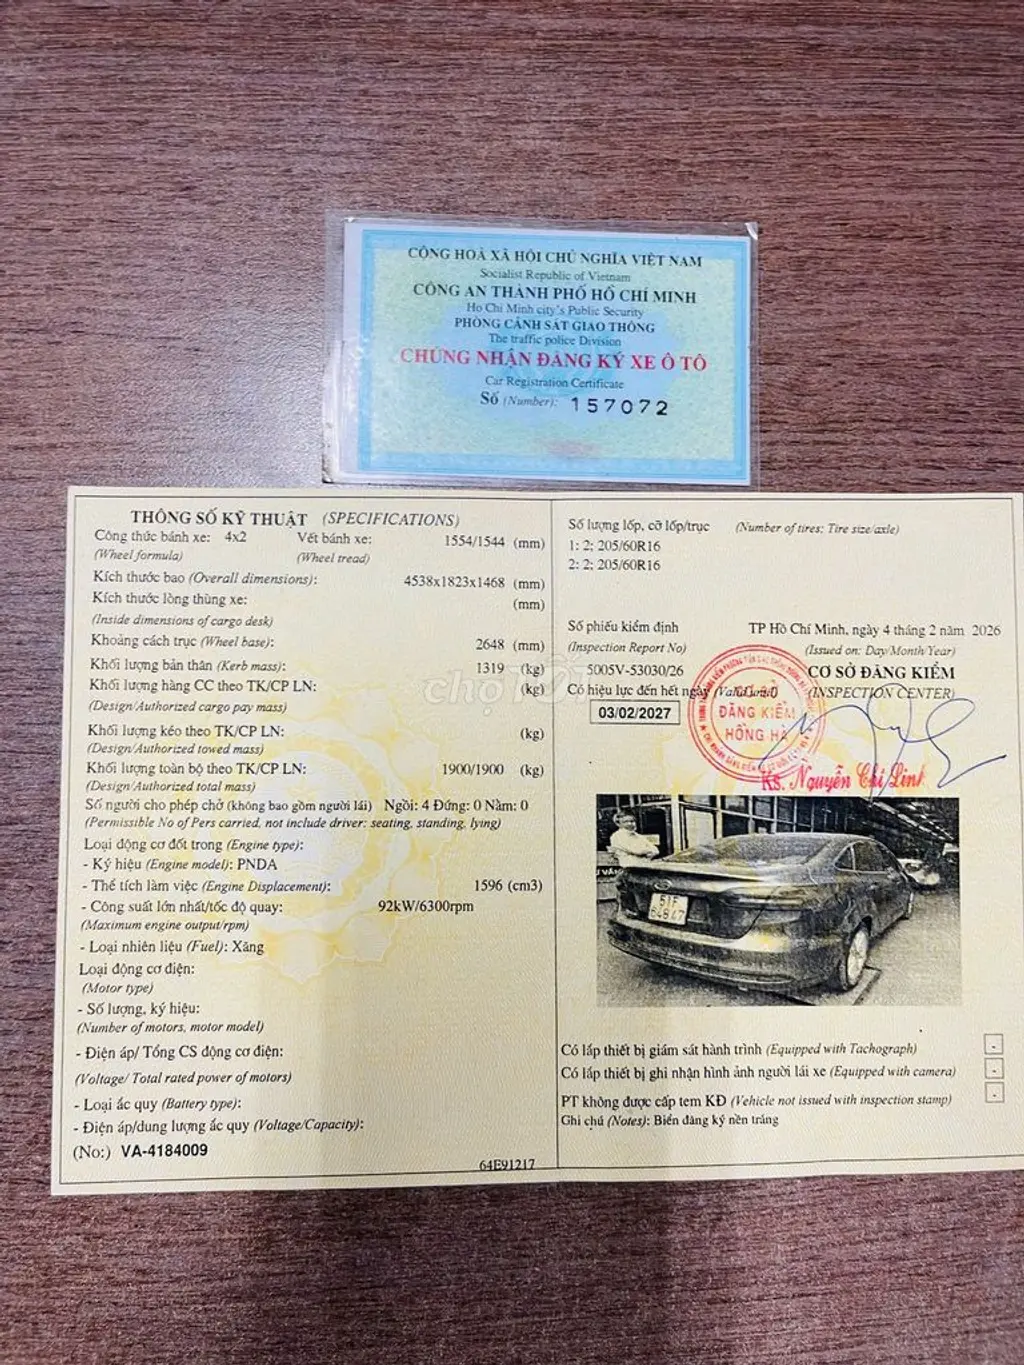 CỘNG HOÀ XÃ HỘI CHỦ NGHĨA VIỆT NAM
Socialist Republic of Vietnam
CÔNG AN THÀNH PHỐ HỒ CHÍ MINH
Ho Chi Minh city's Public Security
PHÒNG CẢNH SÁT GIAO THÔNG
The traffic police Division
CHỨNG NHẬN ĐĂNG KÝ XE Ô TÔ
Car Registration Certificate
Số (Number): 157072
THÔNG SỐ KỸ THUẬT (SPECIFICATIONS)
Công thức bánh xe: 4x2 Vết bánh xe: 1554/1544 (mm)
(Wheel formula) (Wheel tread)
Kích thước bao (Overall dimensions): 4538x1823x1468 (mm)
Kích thước lòng thùng xe: (mm)
(Inside dimensions of cargo desk)
Khoảng cách trục (Wheel base): 2648 (mm)
Khối lượng bản thân (Kerb mass): 1319 (kg)
Khối lượng hàng CC theo TK/CP LN: (kg)
(Design/Authorized cargo pay mass)
Khối lượng kéo theo TK/CP LN: (kg)
(Design/Authorized towed mass)
Khối lượng toàn bộ theo TK/CP LN: 1900/1900 (kg)
(Design/Authorized total mass)
Số người cho phép chở (không bao gồm người lái) Ngồi: 4 Đứng: 0 Nằm: 0
(Permissible No of Pers carried, not include driver: seating, standing, lying)
Loại động cơ đốt trong (Engine type):
- Ký hiệu (Engine model): PNDA
- Thể tích làm việc (Engine Displacement): 1596 (cm3)
- Công suất lớn nhất/tốc độ quay: 92kW/6300rpm
(Maximum engine output/rpm)
- Loại nhiên liệu (Fuel): Xăng
Loại động cơ điện:
(Motor type)
- Số lượng, ký hiệu:
(Number of motors, motor model)
- Điện áp/ Tổng CS động cơ điện:
(Voltage/ Total rated power of motors)
- Loại ắc quy (Battery type):
- Điện áp/dung lượng ắc quy (Voltage/Capacity):
(No:) VA-4184009
64E91217
Số lượng lốp, cỡ lốp/trục (Number of tires; Tire size/axle)
1: 2; 205/60R16
2: 2; 205/60R16
Số phiếu kiểm định
(Inspection Report No)
5005V-53030/26
Có hiệu lực đến hết ngày (Valid until)
03/02/2027
TP Hồ Chí Minh, ngày 4 tháng 2 năm 2026
(Issued on: Day/Month/Year)
CƠ SỞ ĐĂNG KIỂM
(INSPECTION CENTER)
ĐĂNG KIỂM
HỒNG HÀ
Ks. Nguyễn Chí Linh
51F
64847
Có lắp thiết bị giám sát hành trình (Equipped with Tachograph) -
Có lắp thiết bị ghi nhận hình ảnh người lái xe (Equipped with camera) -
PT không được cấp tem KĐ (Vehicle not issued with inspection stamp) -
Ghi chú (Notes): Biển đăng ký nền trắng
chợTỐT